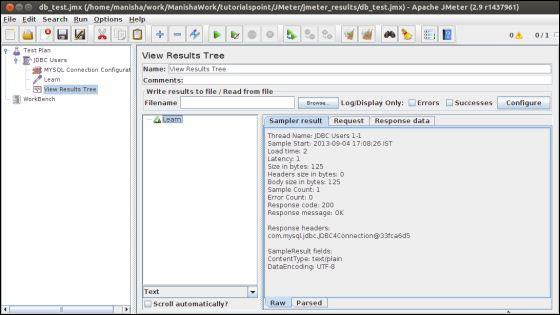 db_test.jmx (/home/manisha/work/ManishaWork/tutorialspoint/JMeter/jmeter_results/db_test.jmx) - Apache JMeter (2.9 r1437961)
File Edit Search Run Options Help
0 0 / 1
Test Plan
JDBC Users
MYSQL Connection Configurat
Learn
View Results Tree
WorkBench
View Results Tree
Name: View Results Tree
Comments:
Write results to file / Read from file
Filename Browse... Log/Display Only: Errors Successes Configure
Learn
Text
Scroll automatically?
Sampler result Request Response data
Thread Name: JDBC Users 1-1
Sample Start: 2013-09-04 17:08:26 IST
Load time: 2
Latency: 1
Size in bytes: 125
Headers size in bytes: 0
Body size in bytes: 125
Sample Count: 1
Error Count: 0
Response code: 200
Response message: OK
Response headers:
com.mysql.jdbc.JDBC4Connection@33fca6d5
SampleResult fields:
ContentType: text/plain
DataEncoding: UTF-8
Raw Parsed